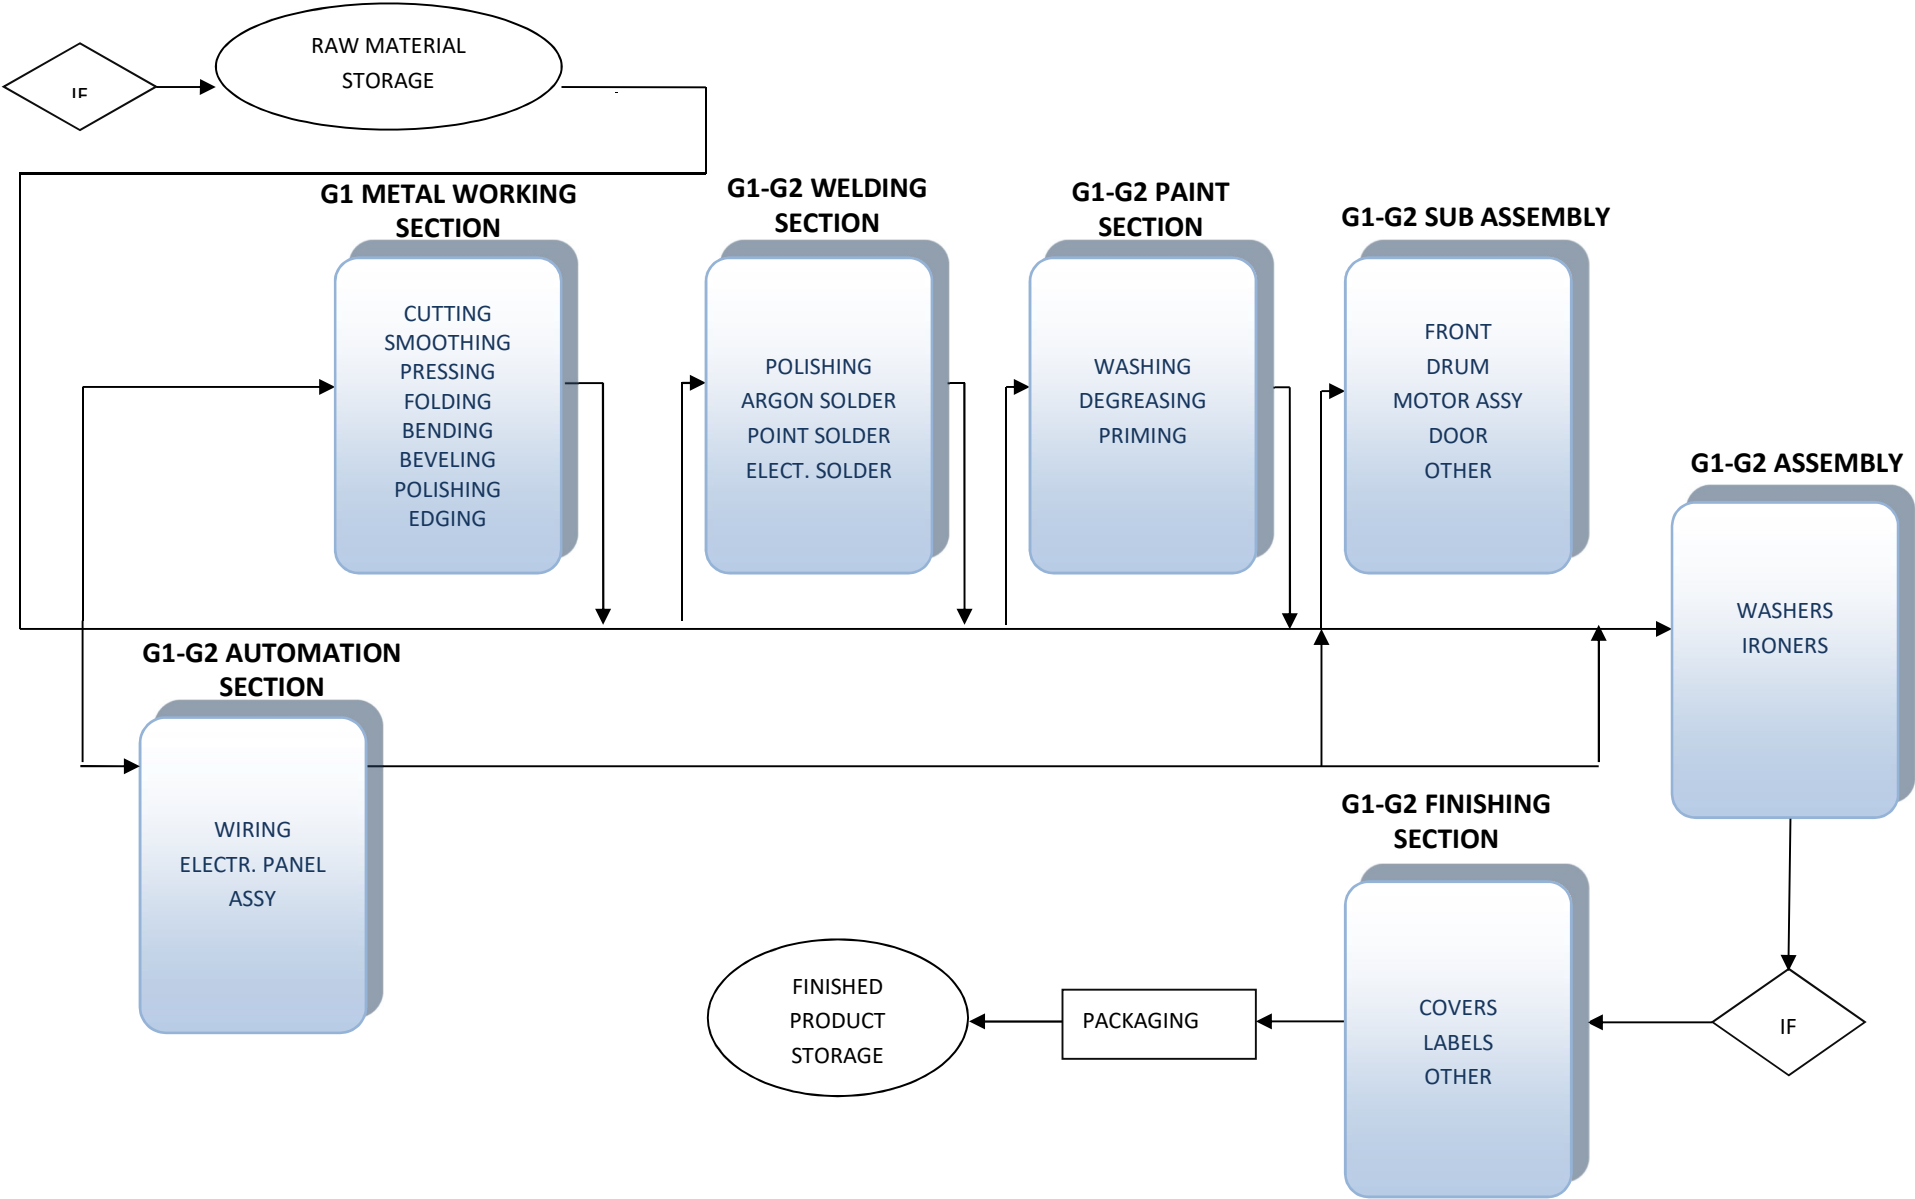 IF
RAW MATERIAL
STORAGE
G1 METAL WORKING
SECTION
CUTTING
SMOOTHING
PRESSING
FOLDING
BENDING
BEVELING
POLISHING
EDGING
G1-G2 WELDING
SECTION
POLISHING
ARGON SOLDER
POINT SOLDER
ELECT. SOLDER
G1-G2 PAINT
SECTION
WASHING
DEGREASING
PRIMING
G1-G2 SUB ASSEMBLY
FRONT
DRUM
MOTOR ASSY
DOOR
OTHER
G1-G2 ASSEMBLY
WASHERS
IRONERS
G1-G2 AUTOMATION
SECTION
WIRING
ELECTR. PANEL
ASSY
G1-G2 FINISHING
SECTION
COVERS
LABELS
OTHER
IF
PACKAGING
FINISHED
PRODUCT
STORAGE